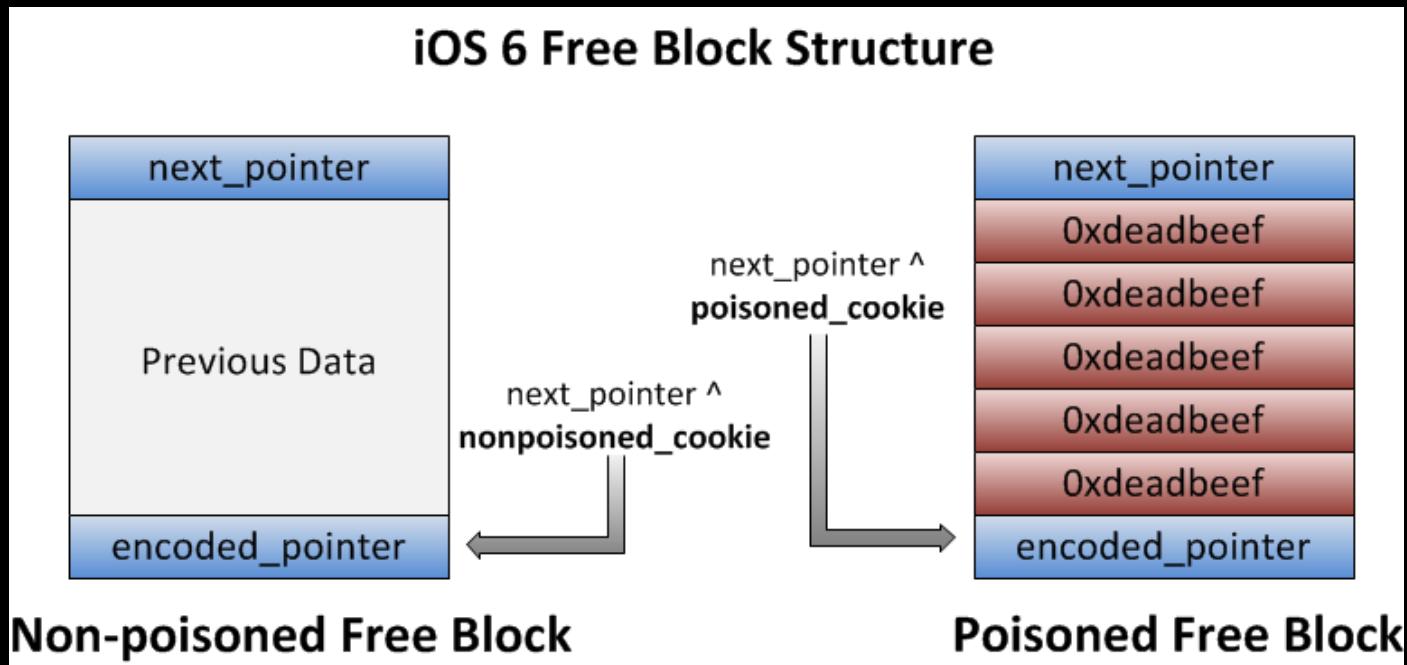 iOS 6 Free Block Structure
next_pointer
Previous Data
encoded_pointer
Non-poisoned Free Block
next_pointer ^
nonpoisoned_cookie
next_pointer ^
poisoned_cookie
next_pointer
0xdeadbeef
0xdeadbeef
0xdeadbeef
0xdeadbeef
0xdeadbeef
encoded_pointer
Poisoned Free Block